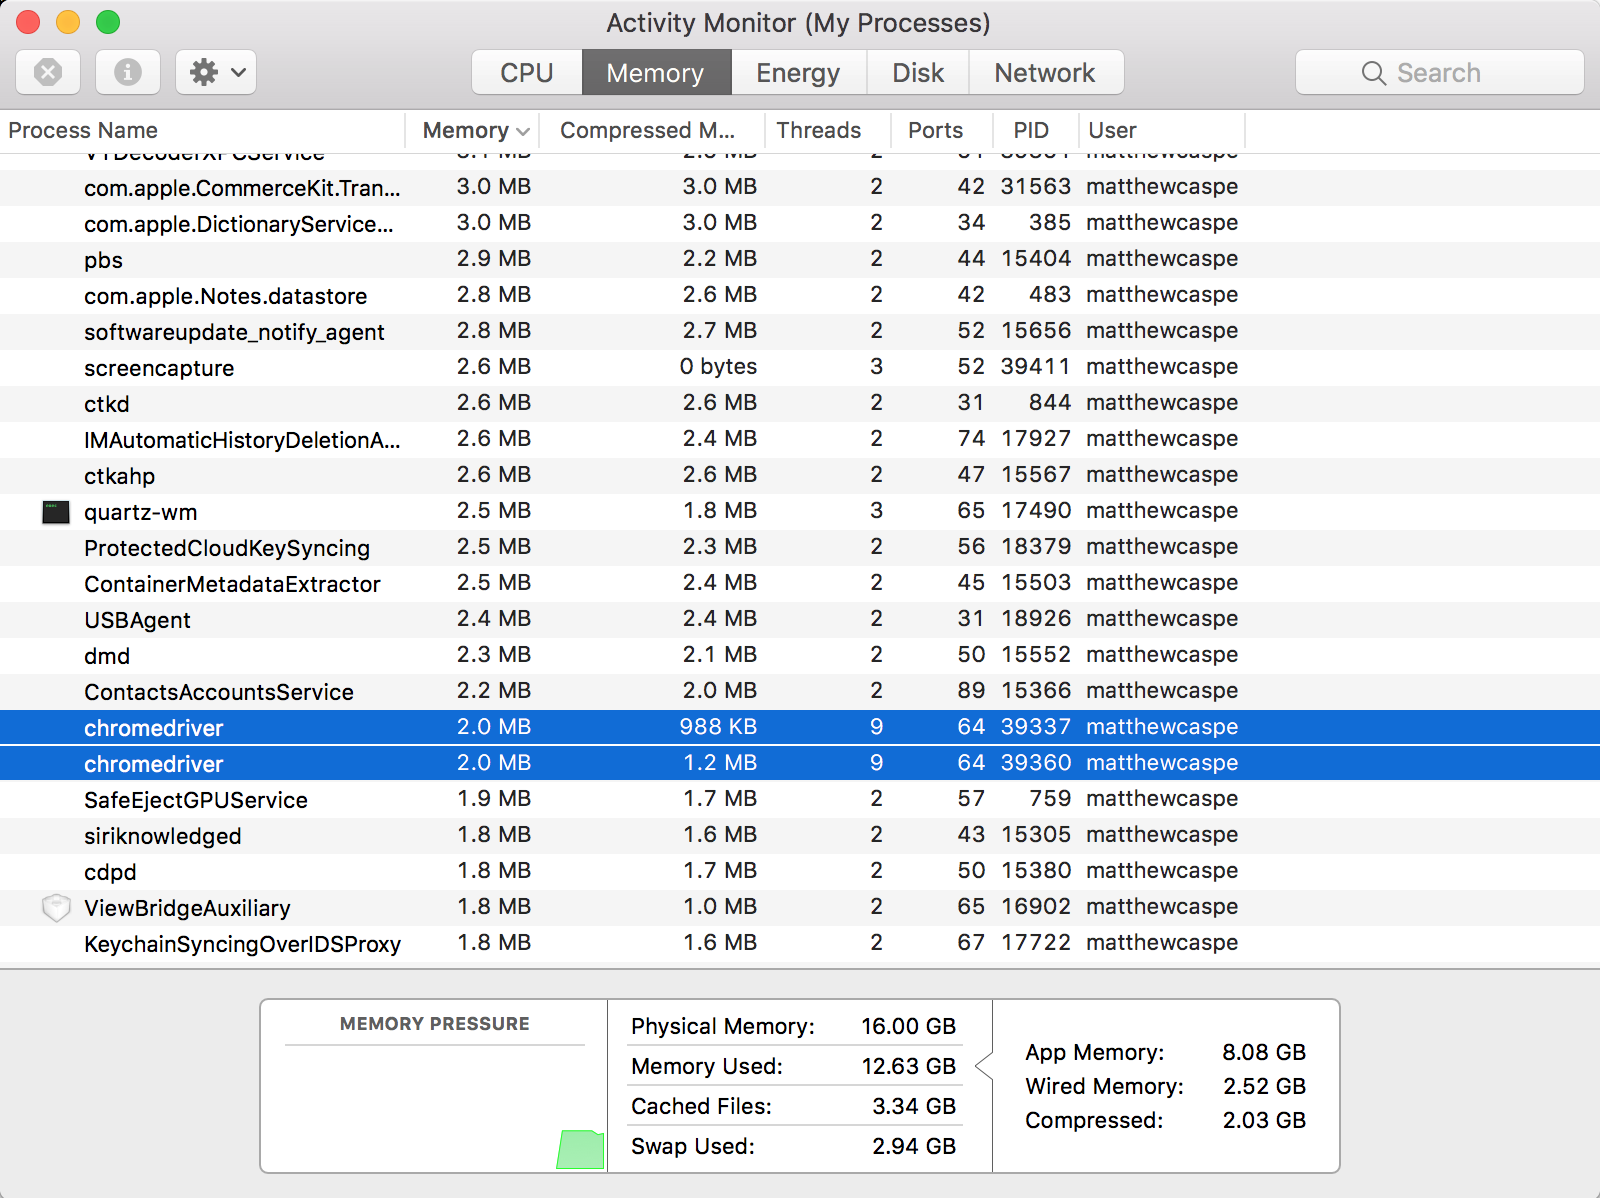 Activity Monitor (My Processes)
CPU Memory Energy Disk Network Search
Process Name Memory Compressed M... Threads Ports PID User
VTDecoderXPCService MB MB 2 matthewcaspe
com.apple.CommerceKit.Tran... 3.0 MB 3.0 MB 2 42 31563 matthewcaspe
com.apple.DictionaryService... 3.0 MB 3.0 MB 2 34 385 matthewcaspe
pbs 2.9 MB 2.2 MB 2 44 15404 matthewcaspe
com.apple.Notes.datastore 2.8 MB 2.6 MB 2 42 483 matthewcaspe
softwareupdate_notify_agent 2.8 MB 2.7 MB 2 52 15656 matthewcaspe
screencapture 2.6 MB 0 bytes 3 52 39411 matthewcaspe
ctkd 2.6 MB 2.6 MB 2 31 844 matthewcaspe
IMAutomaticHistoryDeletionA... 2.6 MB 2.4 MB 2 74 17927 matthewcaspe
ctkahp 2.6 MB 2.6 MB 2 47 15567 matthewcaspe
quartz-wm 2.5 MB 1.8 MB 3 65 17490 matthewcaspe
ProtectedCloudKeySyncing 2.5 MB 2.3 MB 2 56 18379 matthewcaspe
ContainerMetadataExtractor 2.5 MB 2.4 MB 2 45 15503 matthewcaspe
USBAgent 2.4 MB 2.4 MB 2 31 18926 matthewcaspe
dmd 2.3 MB 2.1 MB 2 50 15552 matthewcaspe
ContactsAccountsService 2.2 MB 2.0 MB 2 89 15366 matthewcaspe
chromedriver 2.0 MB 988 KB 9 64 39337 matthewcaspe
chromedriver 2.0 MB 1.2 MB 9 64 39360 matthewcaspe
SafeEjectGPUService 1.9 MB 1.7 MB 2 57 759 matthewcaspe
siriknowledged 1.8 MB 1.6 MB 2 43 15305 matthewcaspe
cdpd 1.8 MB 1.7 MB 2 50 15380 matthewcaspe
ViewBridgeAuxiliary 1.8 MB 1.0 MB 2 65 16902 matthewcaspe
KeychainSyncingOverIDSProxy 1.8 MB 1.6 MB 2 67 17722 matthewcaspe
MEMORY PRESSURE
Physical Memory: 16.00 GB
Memory Used: 12.63 GB
Cached Files: 3.34 GB
Swap Used: 2.94 GB
App Memory: 8.08 GB
Wired Memory: 2.52 GB
Compressed: 2.03 GB